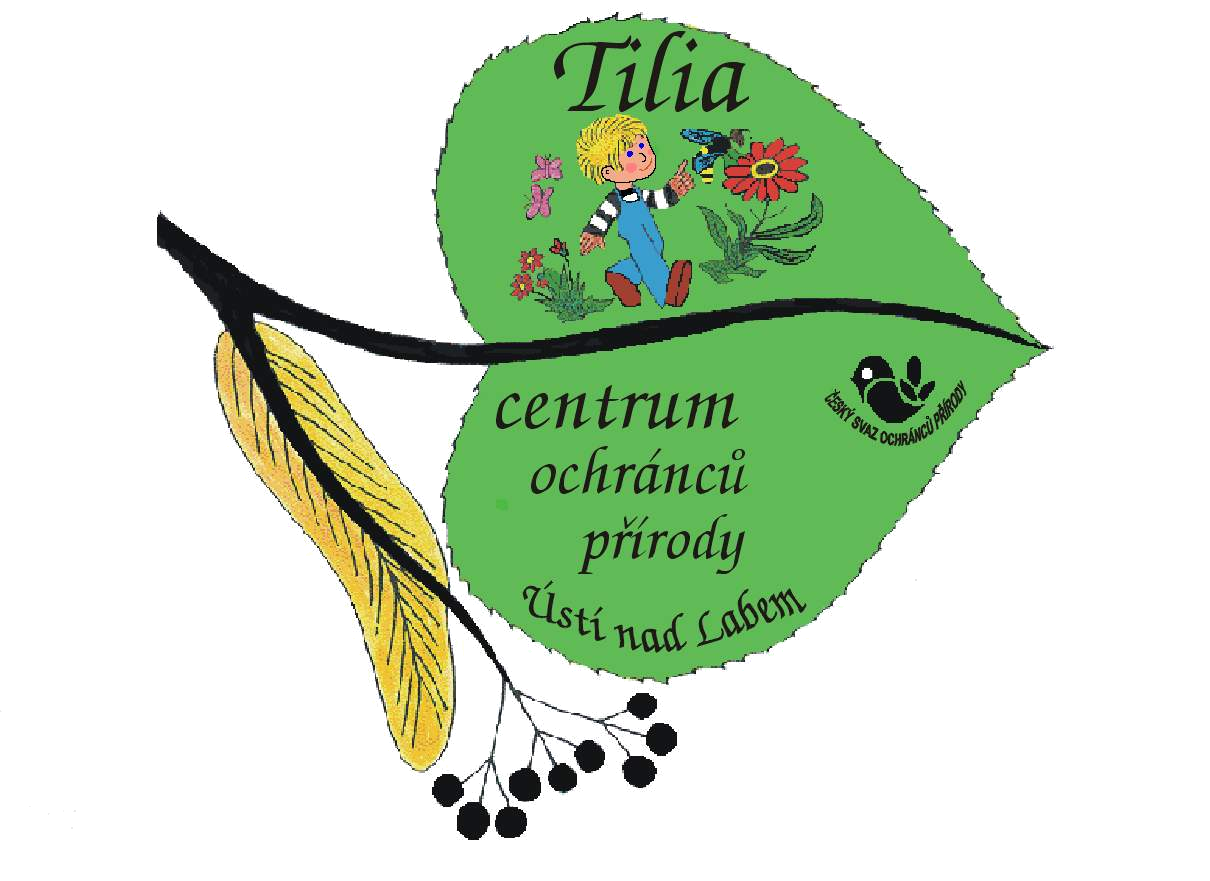 Tilia
centrum
ochránců
přírody
Ústí nad Labem
ČESKÝ SVAZ OCHRÁNCŮ PŘÍRODY